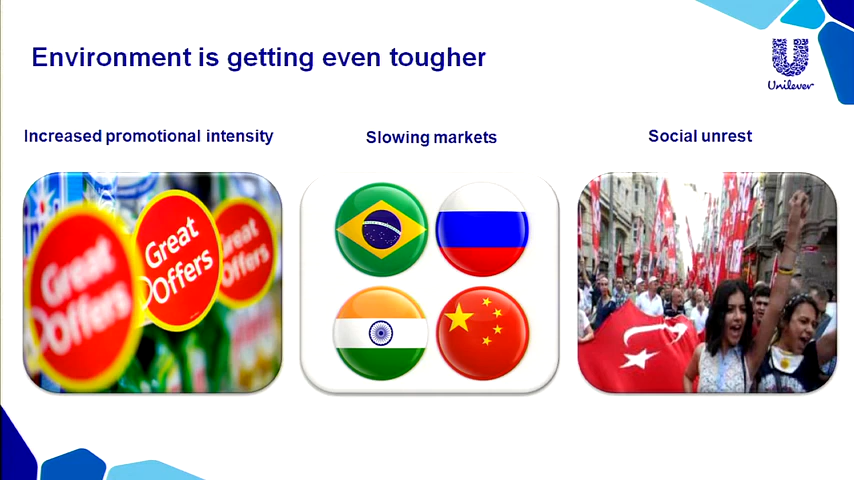 Environment is getting even tougher
Unilever
Increased promotional intensity
Slowing markets
Social unrest
Great
Offers
Great
Offers
Great
Offers